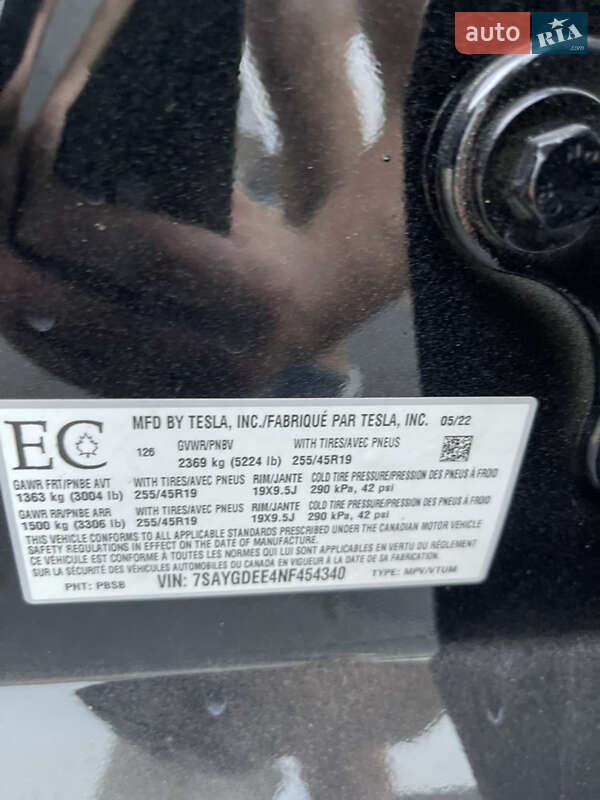 auto RIA.com
MFD BY TESLA, INC./FABRIQUÉ PAR TESLA, INC. 05/22
EC 126 GVWR/PNBV WITH TIRES/AVEC PNEUS
2369 kg (5224 lb) 255/45R19
GAWR FRT/PNBE AVT WITH TIRES/AVEC PNEUS RIM/JANTE COLD TIRE PRESSURE/PRESSION DES PNEUS À FROID
1363 kg (3004 lb) 255/45R19 19X9.5J 290 kPa, 42 psi
GAWR RR/PNBE ARR WITH TIRES/AVEC PNEUS RIM/JANTE COLD TIRE PRESSURE/PRESSION DES PNEUS À FROID
1500 kg (3306 lb) 255/45R19 19X9.5J 290 kPa, 42 psi
THIS VEHICLE CONFORMS TO ALL APPLICABLE STANDARDS PRESCRIBED UNDER THE CANADIAN MOTOR VEHICLE
SAFETY REGULATIONS IN EFFECT ON THE DATE OF MANUFACTURE.
CE VÉHICULE EST CONFORME À TOUTES LES NORMES QUI LUI SONT APPLICABLES EN VERTU DU RÈGLEMENT
SUR LA SÉCURITÉ DES VÉHICULES AUTOMOBILES DU CANADA EN VIGUEUR À LA DATE DE SA FABRICATION.
PNT: PBSB VIN: 7SAYGDEE4NF454340 TYPE: MPV/VTUM